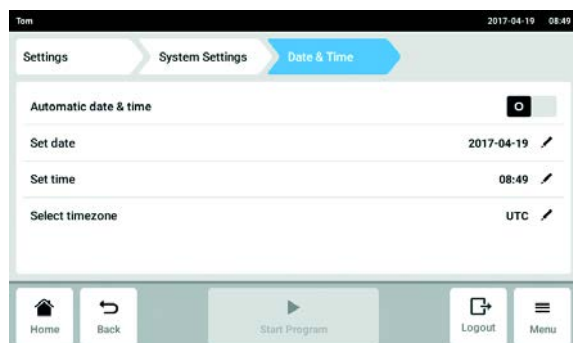 Tom 2017-04-19 08:49
Settings System Settings Date & Time
Automatic date & time O
Set date 2017-04-19
Set time 08:49
Select timezone UTC
Home Back Start Program Logout Menu